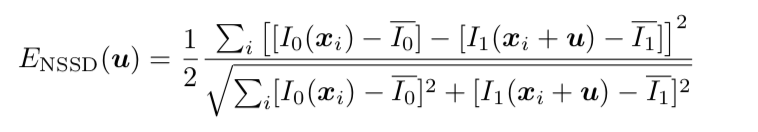 E_{\mathrm{NSSD}}(\boldsymbol{u}) = \frac{1}{2} \frac{\sum_i \left[ [I_0(\boldsymbol{x}_i) - \overline{I_0}] - [I_1(\boldsymbol{x}_i + \boldsymbol{u}) - \overline{I_1}] \right]^2}{\sqrt{\sum_i [I_0(\boldsymbol{x}_i) - \overline{I_0}]^2 + [I_1(\boldsymbol{x}_i + \boldsymbol{u}) - \overline{I_1}]^2}}